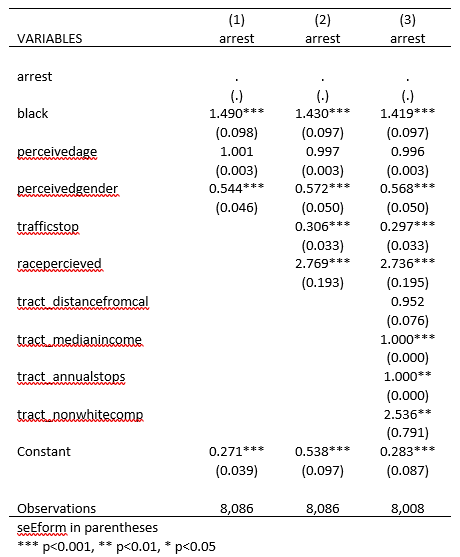 (1) (2) (3)
VARIABLES arrest arrest arrest
arrest . . .
(.) (.) (.)
black 1.490*** 1.430*** 1.419***
(0.098) (0.097) (0.097)
perceivedage 1.001 0.997 0.996
(0.003) (0.003) (0.003)
perceivedgender 0.544*** 0.572*** 0.568***
(0.046) (0.050) (0.050)
trafficstop 0.306*** 0.297***
(0.033) (0.033)
racepercieved 2.769*** 2.736***
(0.193) (0.195)
tract_distancefromcal 0.952
(0.076)
tract_medianincome 1.000***
(0.000)
tract_annualstops 1.000**
(0.000)
tract_nonwhitecomp 2.536**
(0.791)
Constant 0.271*** 0.538*** 0.283***
(0.039) (0.097) (0.087)
Observations 8,086 8,086 8,008
seEform in parentheses
*** p<0.001, ** p<0.01, * p<0.05